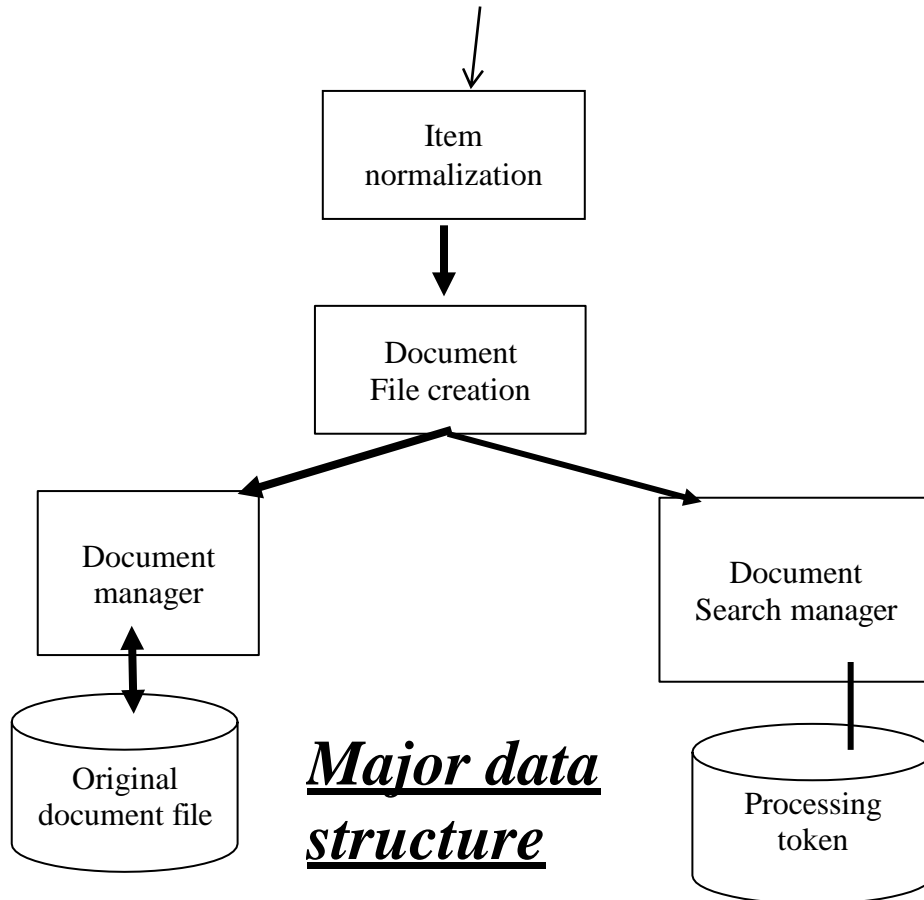 Item
normalization
Document
File creation
Document
manager
Document
Search manager
Original
document file
Major data
structure
Processing
token